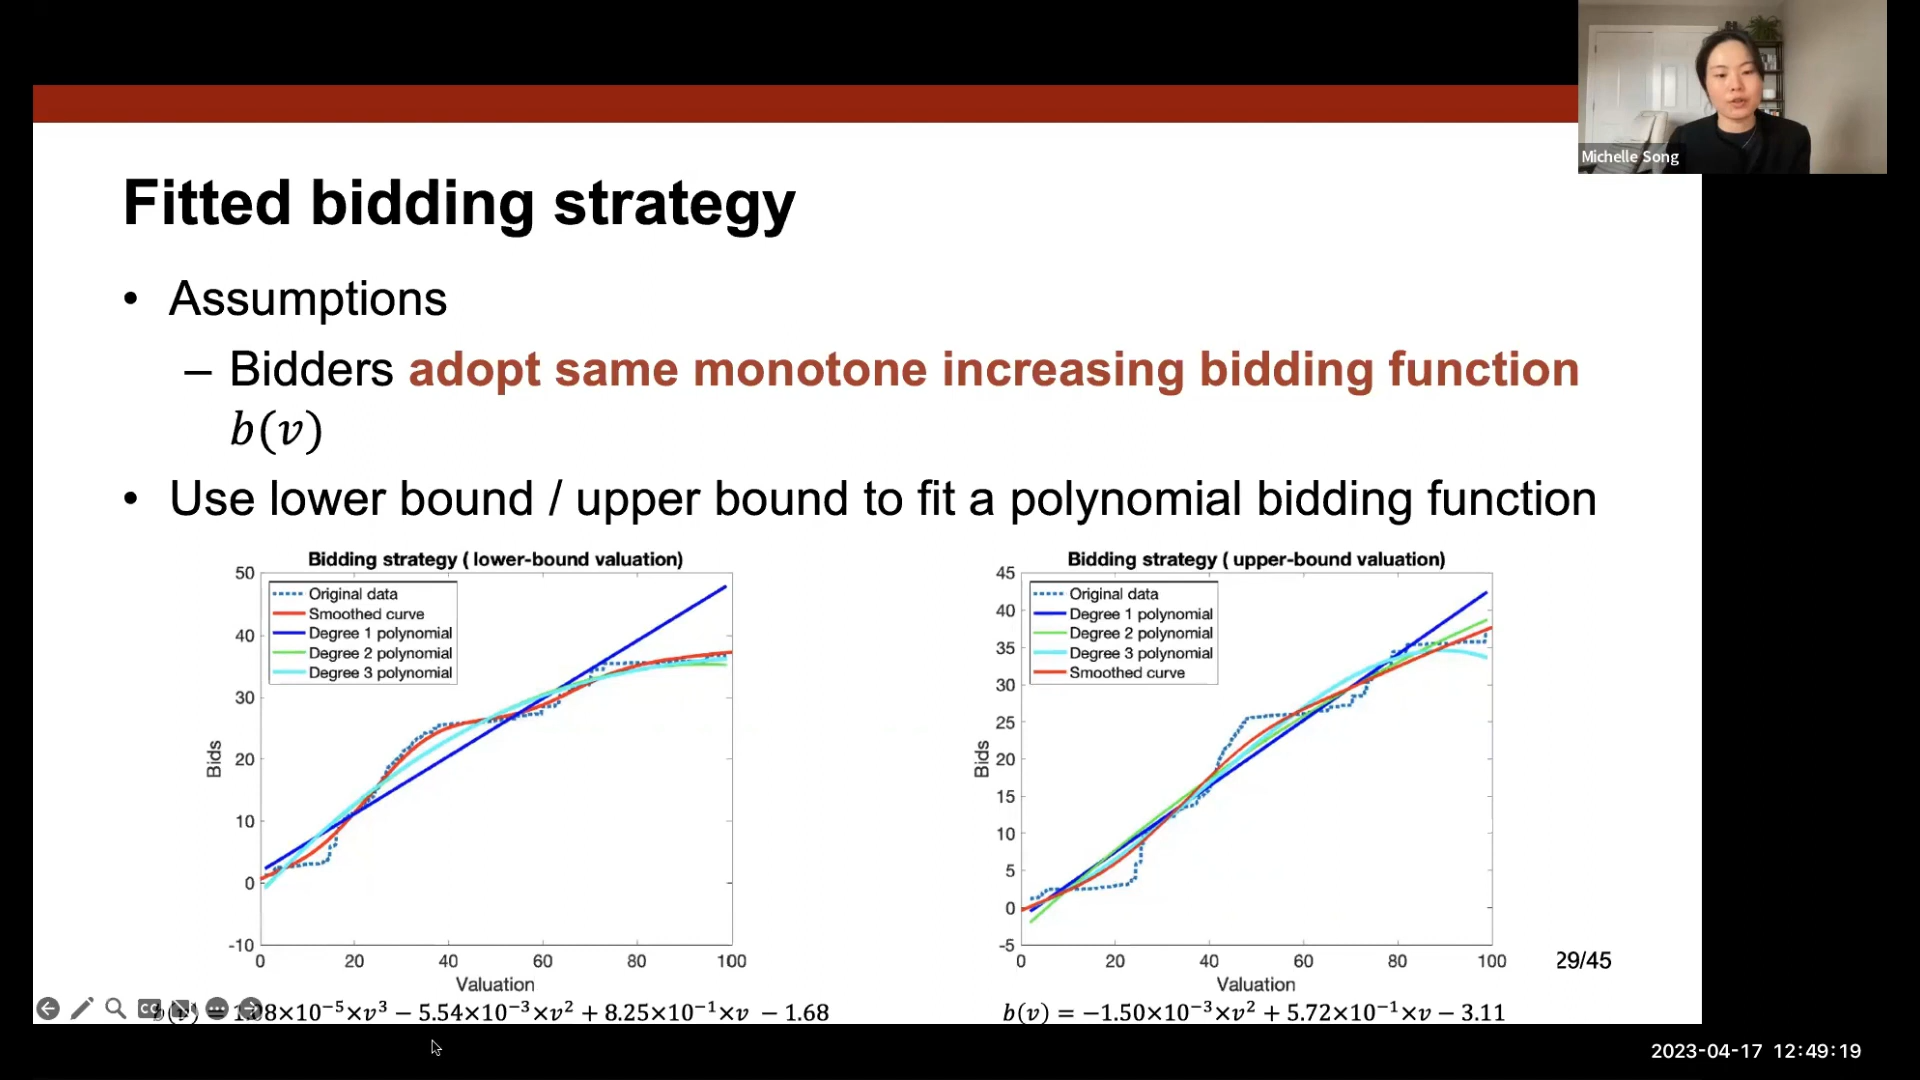 Michelle Song
Fitted bidding strategy
• Assumptions
– Bidders adopt same monotone increasing bidding function
b(v)
• Use lower bound / upper bound to fit a polynomial bidding function
Bidding strategy ( lower-bound valuation)
50
40
30
20
10
0
-10
Bids
Original data
Smoothed curve
Degree 1 polynomial
Degree 2 polynomial
Degree 3 polynomial
0 20 40 60 80 100
Valuation
Bidding strategy ( upper-bound valuation)
45
40
35
30
25
20
15
10
5
0
-5
Bids
Original data
Degree 1 polynomial
Degree 2 polynomial
Degree 3 polynomial
Smoothed curve
0 20 40 60 80 100
Valuation
29/45
CC
b(v) = 1.08×10⁻⁵×v³ − 5.54×10⁻³×v² + 8.25×10⁻¹×v − 1.68
b(v) = −1.50×10⁻³×v² + 5.72×10⁻¹×v − 3.11
2023-04-17 12:49:19